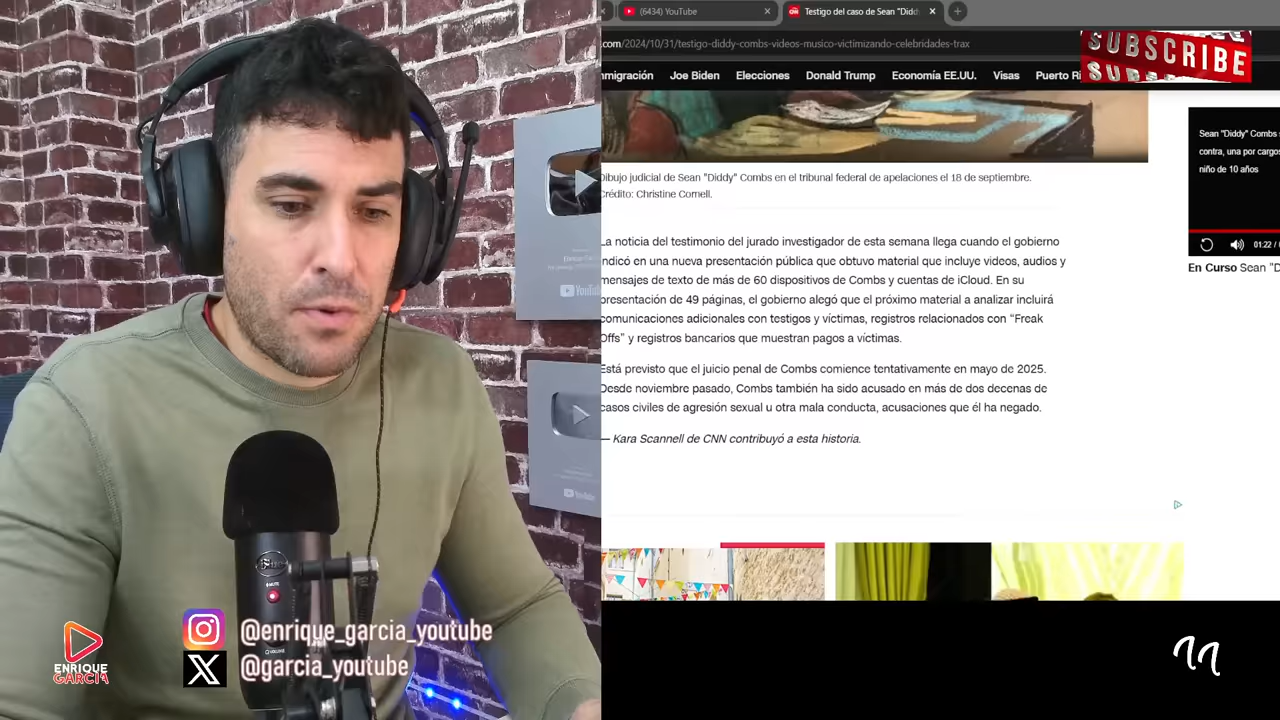 (6434) YouTube
Testigo del caso de Sean "Didd
.com/2024/10/31/testigo-diddy-combs-videos-musico-victimizando-celebridades-trax
SUBSCRIBE
nmigración Joe Biden Elecciones Donald Trump Economía EE.UU. Visas Puerto Ri
Dibujo judicial de Sean "Diddy" Combs en el tribunal federal de apelaciones el 18 de septiembre.
Crédito: Christine Cornell.
La noticia del testimonio del jurado investigador de esta semana llega cuando el gobierno
indicó en una nueva presentación pública que obtuvo material que incluye videos, audios y
mensajes de texto de más de 60 dispositivos de Combs y cuentas de iCloud. En su
presentación de 49 páginas, el gobierno alegó que el próximo material a analizar incluirá
comunicaciones adicionales con testigos y víctimas, registros relacionados con “Freak
Offs” y registros bancarios que muestran pagos a víctimas.
Está previsto que el juicio penal de Combs comience tentativamente en mayo de 2025.
Desde noviembre pasado, Combs también ha sido acusado en más de dos decenas de
casos civiles de agresión sexual u otra mala conducta, acusaciones que él ha negado.
— Kara Scannell de CNN contribuyó a esta historia.
Sean "Diddy" Combs
contra, una por cargos
niño de 10 años
01:22 /
En Curso Sean "D
YouTube
YouTube
ENRIQUE
GARCIA
@enrique_garcia_youtube
@garcia_youtube